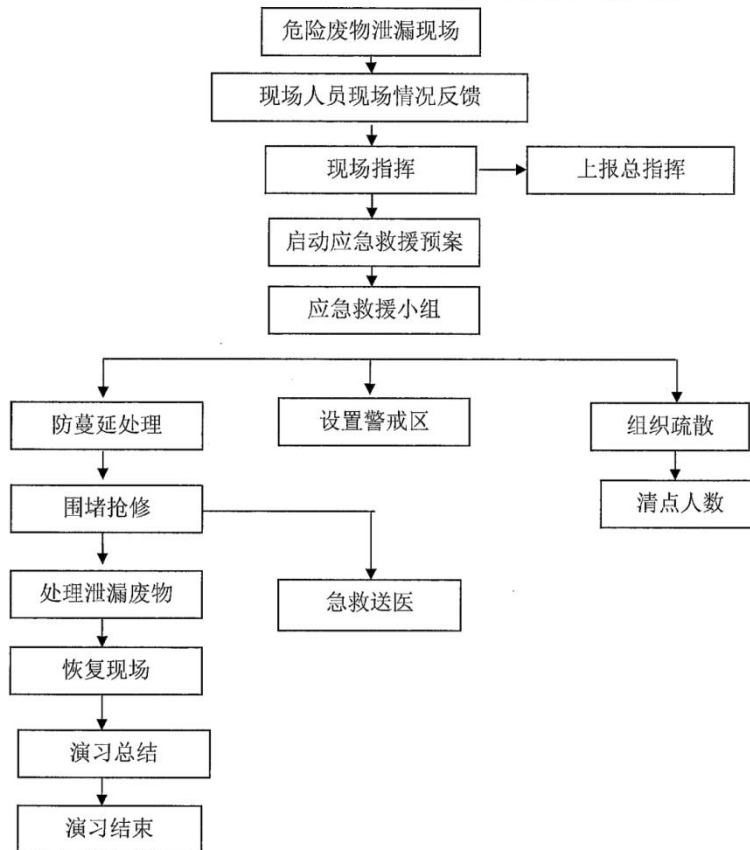 危险废物泄漏现场
现场人员现场情况反馈
现场指挥
上报总指挥
启动应急救援预案
应急救援小组
防蔓延处理
设置警戒区
组织疏散
围堵抢修
清点人数
处理泄漏废物
急救送医
恢复现场
演习总结
演习结束